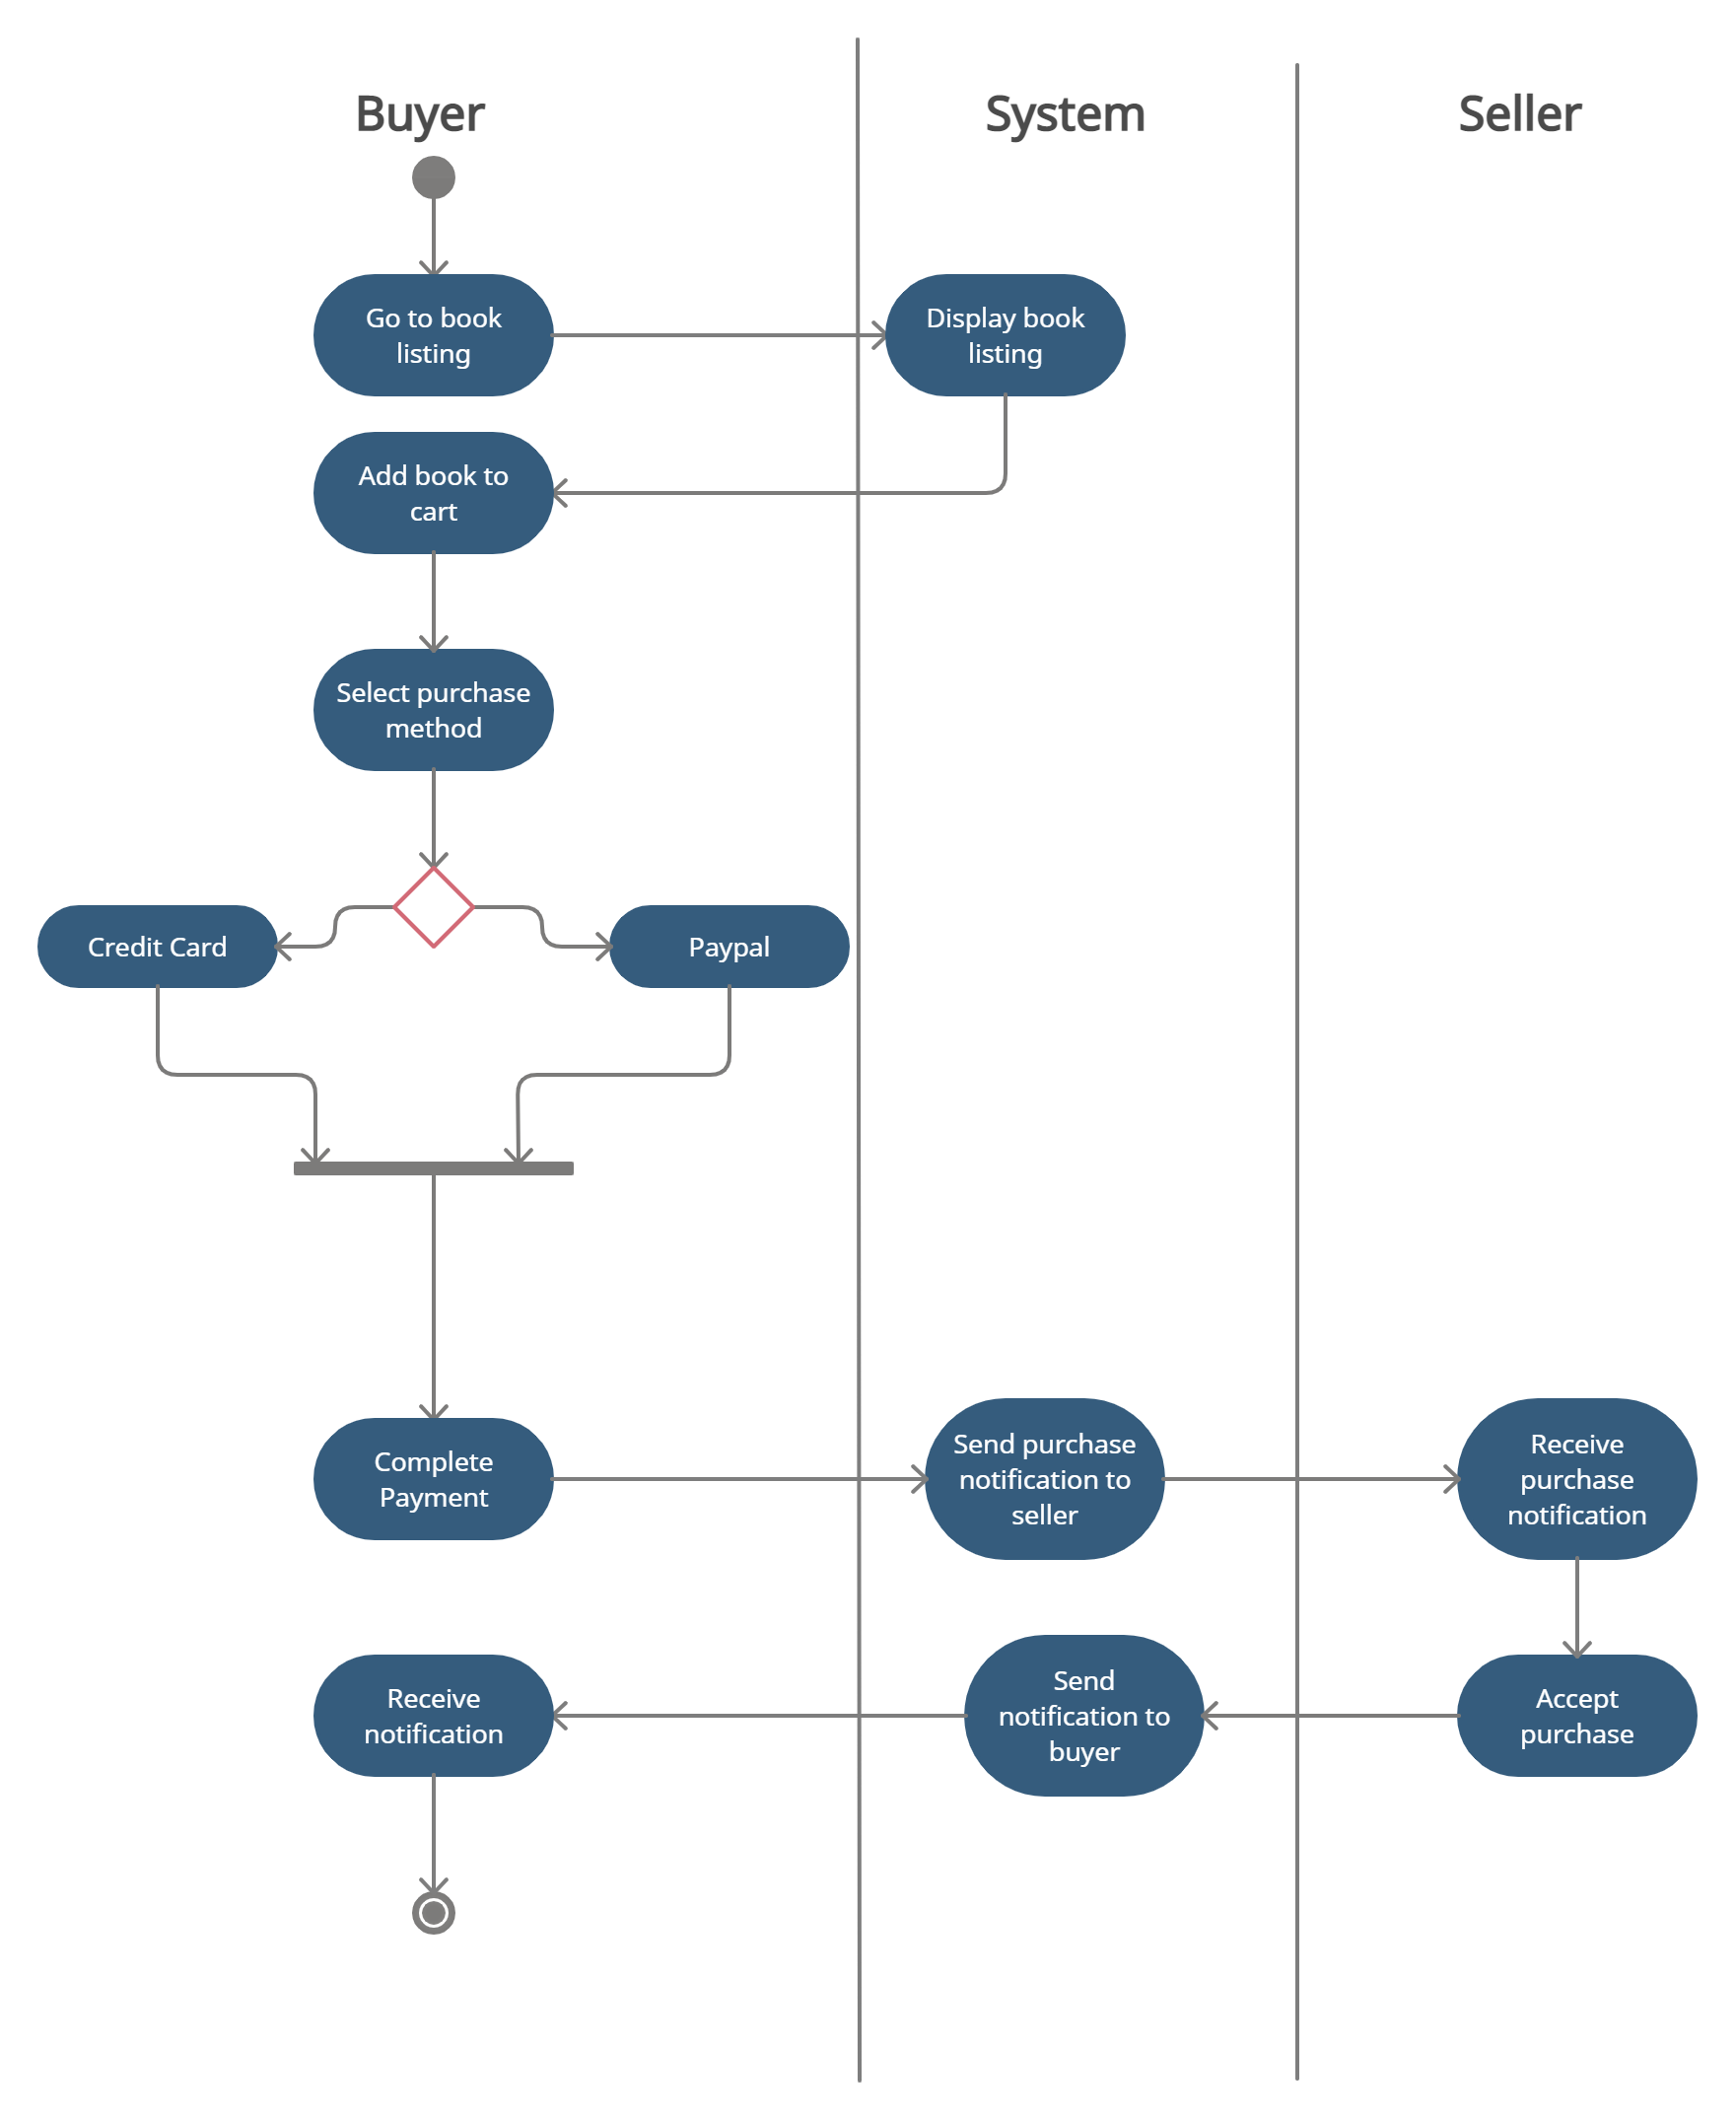 Buyer
System
Seller
Go to book
listing
Display book
listing
Add book to
cart
Select purchase
method
Credit Card
Paypal
Complete
Payment
Send purchase
notification to
seller
Receive
purchase
notification
Receive
notification
Send
notification to
buyer
Accept
purchase